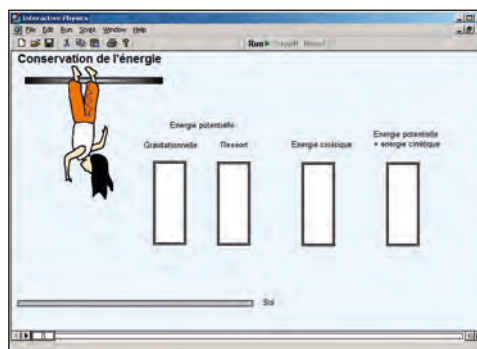 Interactive Physics
File Edit Run Script Window Help
Run
Conservation de l'énergie
Energie potentielle
Gravitationnelle Ressort
Energie cinétique
Energie potentielle
+ énergie cinétique
Sol